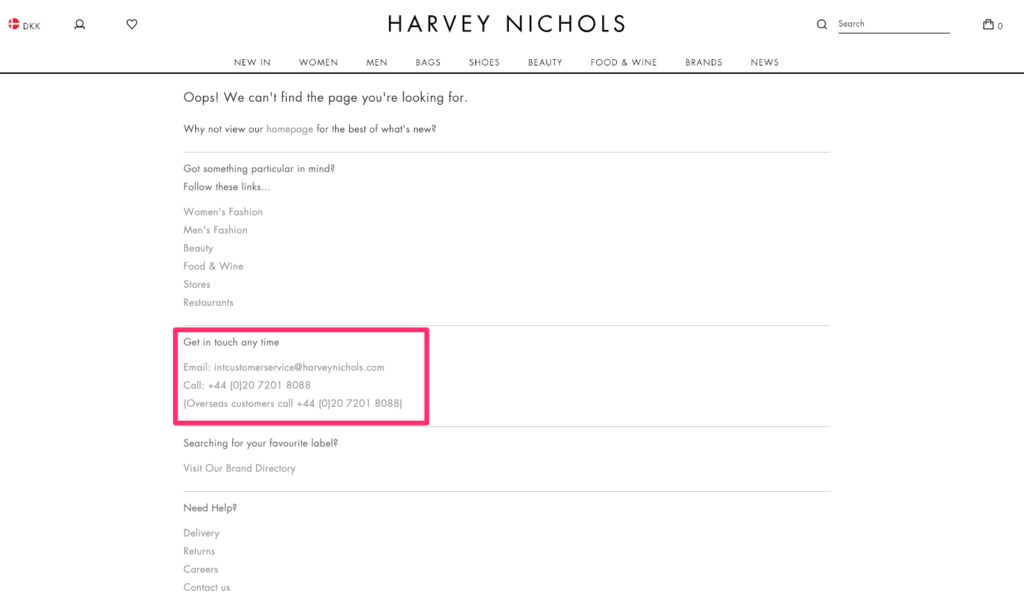 DKK
HARVEY NICHOLS
Search
0
NEW IN WOMEN MEN BAGS SHOES BEAUTY FOOD & WINE BRANDS NEWS
Oops! We can't find the page you're looking for.
Why not view our homepage for the best of what's new?
Got something particular in mind?
Follow these links...
Women's Fashion
Men's Fashion
Beauty
Food & Wine
Stores
Restaurants
Get in touch any time
Email: intcustomerservice@harveynichols.com
Call: +44 (0)20 7201 8088
(Overseas customers call +44 (0)20 7201 8088)
Searching for your favourite label?
Visit Our Brand Directory
Need Help?
Delivery
Returns
Careers
Contact us